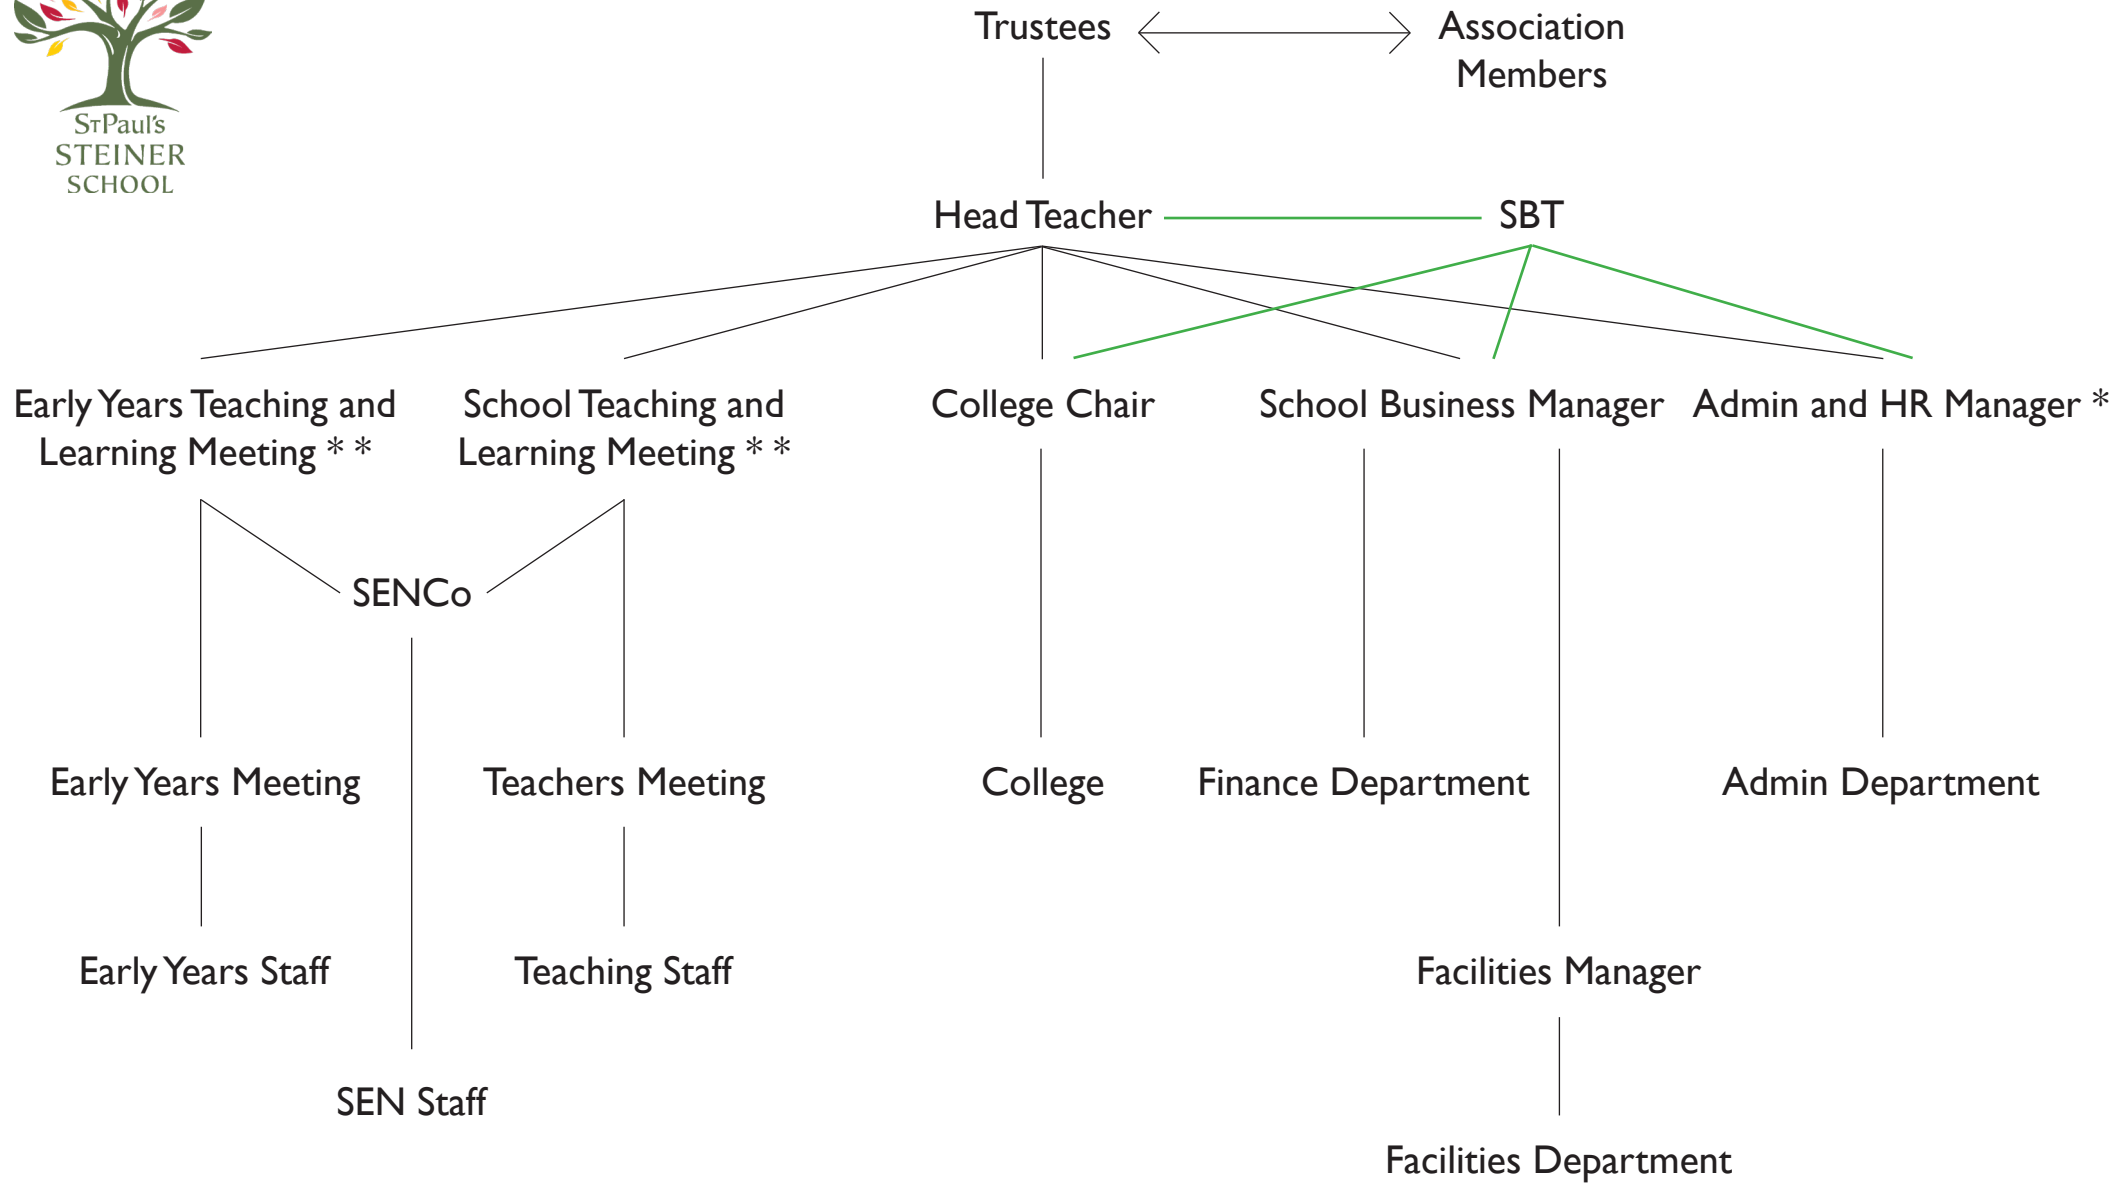 Trustees
Association
Members
STPaul's
STEINER
SCHOOL
Head Teacher
SBT
Early Years Teaching and
Learning Meeting * *
School Teaching and
Learning Meeting * *
College Chair
School Business Manager
Admin and HR Manager *
SENCo
Early Years Meeting
Teachers Meeting
College
Finance Department
Admin Department
Early Years Staff
Teaching Staff
Facilities Manager
SEN Staff
Facilities Department